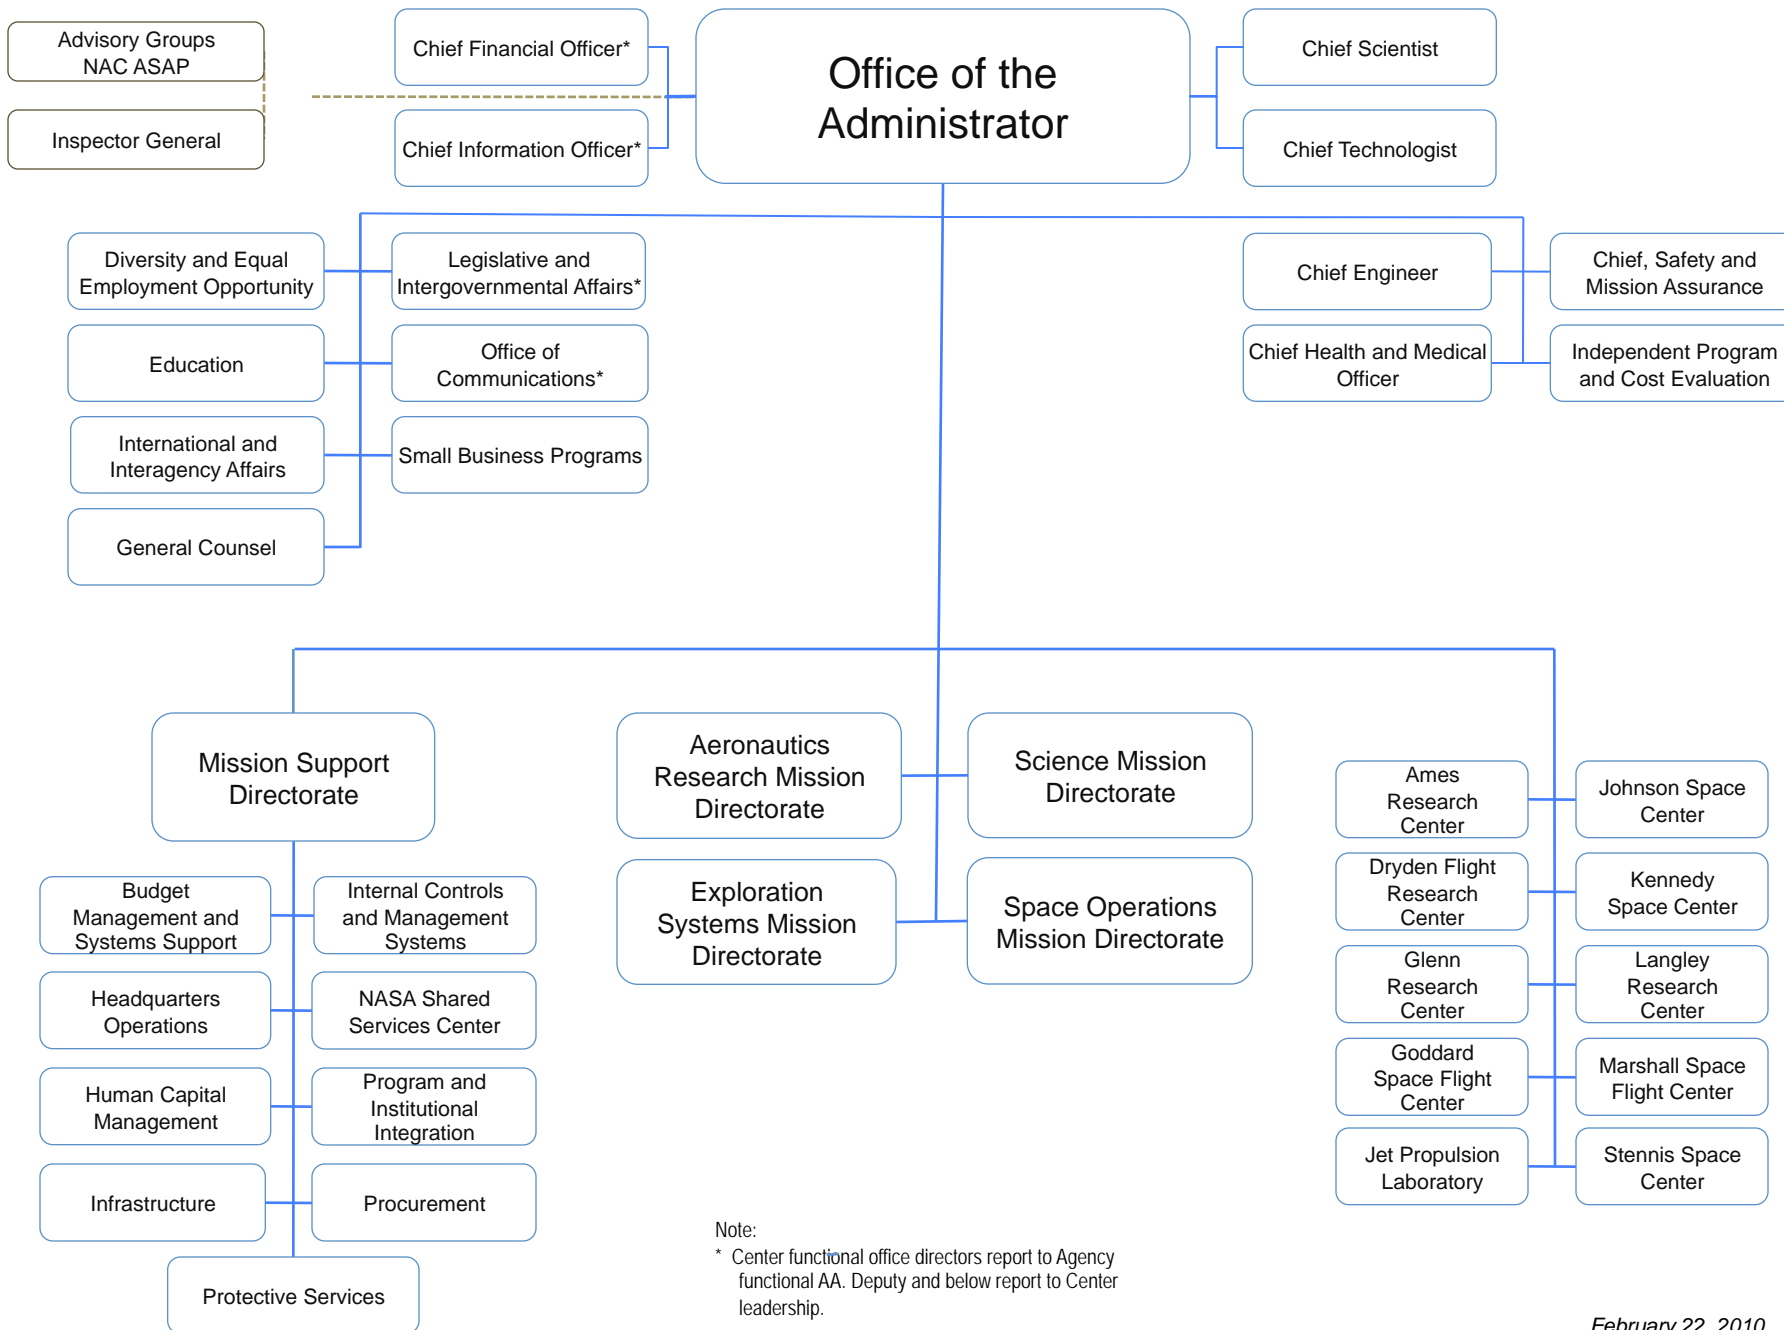 Advisory Groups
NAC ASAP
Inspector General
Chief Financial Officer*
Chief Information Officer*
Office of the
Administrator
Chief Scientist
Chief Technologist
Diversity and Equal
Employment Opportunity
Legislative and
Intergovernmental Affairs*
Education
Office of
Communications*
International and
Interagency Affairs
Small Business Programs
General Counsel
Chief Engineer
Chief, Safety and
Mission Assurance
Chief Health and Medical
Officer
Independent Program
and Cost Evaluation
Mission Support
Directorate
Budget
Management and
Systems Support
Internal Controls
and Management
Systems
Headquarters
Operations
NASA Shared
Services Center
Human Capital
Management
Program and
Institutional
Integration
Infrastructure
Procurement
Protective Services
Aeronautics
Research Mission
Directorate
Science Mission
Directorate
Exploration
Systems Mission
Directorate
Space Operations
Mission Directorate
Ames
Research
Center
Johnson Space
Center
Dryden Flight
Research
Center
Kennedy
Space Center
Glenn
Research
Center
Langley
Research
Center
Goddard
Space Flight
Center
Marshall Space
Flight Center
Jet Propulsion
Laboratory
Stennis Space
Center
Note:
* Center functional office directors report to Agency
functional AA. Deputy and below report to Center
leadership.
February 22, 2010